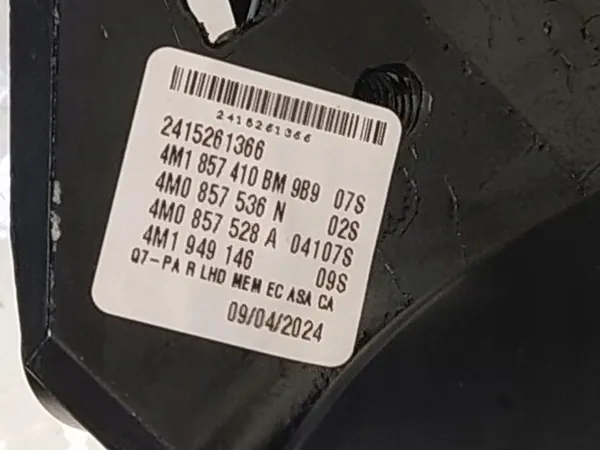 2415261366
2415261366
4M1 857 410 BM 9B9 07S
4M0 857 536 N 02S
4M0 857 528 A 04107S
4M1 949 146 09S
Q7-PA R LHD MEM EC ASA CA
09/04/2024